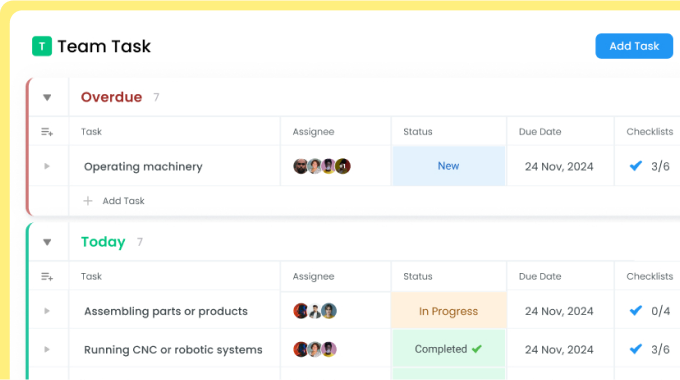 T Team Task Add Task
Overdue 7
Task Assignee Status Due Date Checklists
Operating machinery +1 New 24 Nov, 2024 3/6
+ Add Task
Today 7
Task Assignee Status Due Date Checklists
Assembling parts or products In Progress 24 Nov, 2024 0/4
Running CNC or robotic systems Completed 24 Nov, 2024 3/6